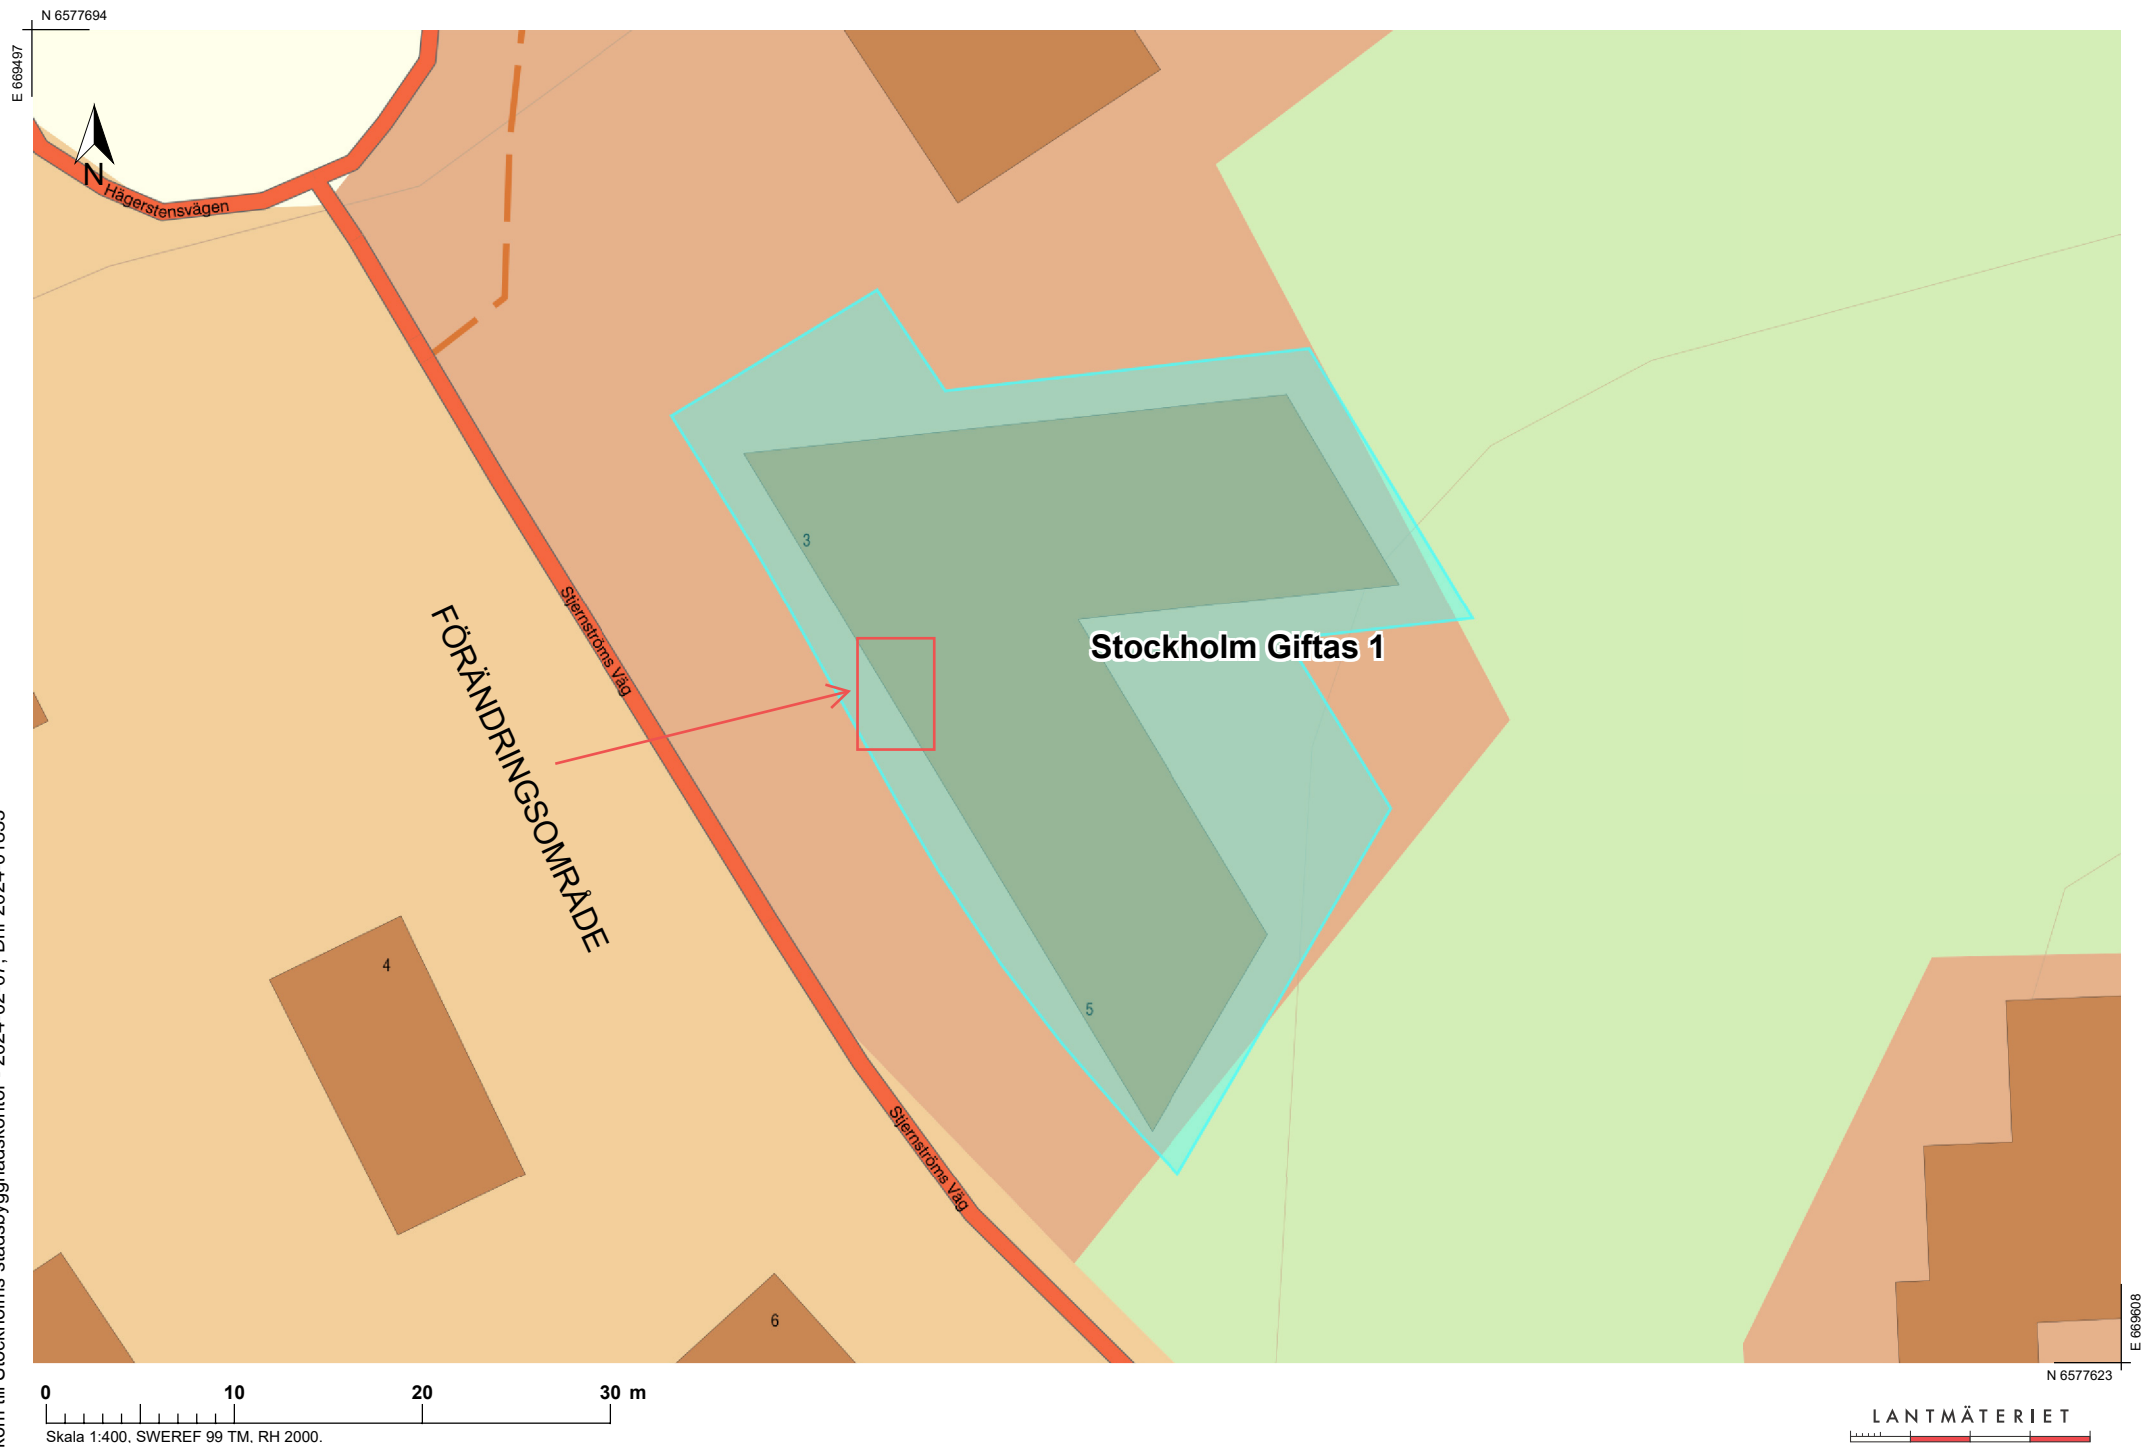 N 6577694
E 669497
N
Hägerstensvägen
3
Stjernströms Väg
Stockholm Giftas 1
FÖRÄNDRINGSOMRÅDE
4
5
Stjernströms Väg
6
E 669608
N 6577623
0 10 20 30 m
Skala 1:400, SWEREF 99 TM, RH 2000.
LANTMÄTERIET